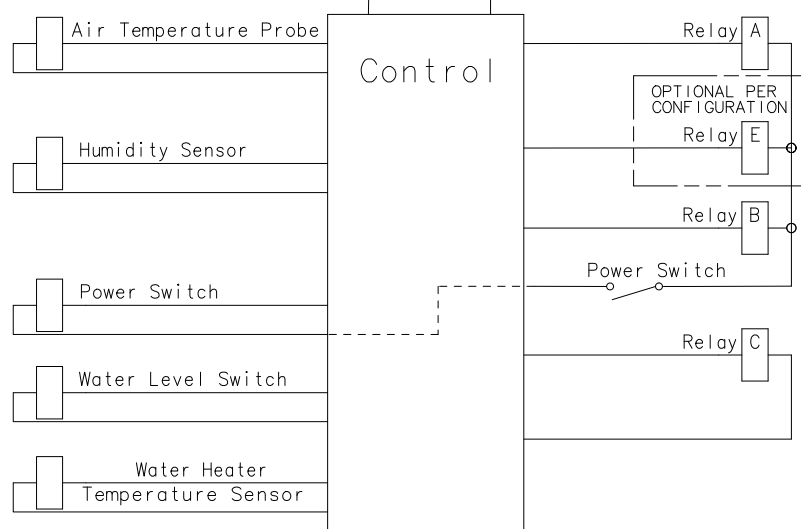 Air Temperature Probe
Control
Relay A
OPTIONAL PER
CONFIGURATION
Humidity Sensor
Relay E
Relay B
Power Switch
Power Switch
Relay C
Water Level Switch
Water Heater
Temperature Sensor